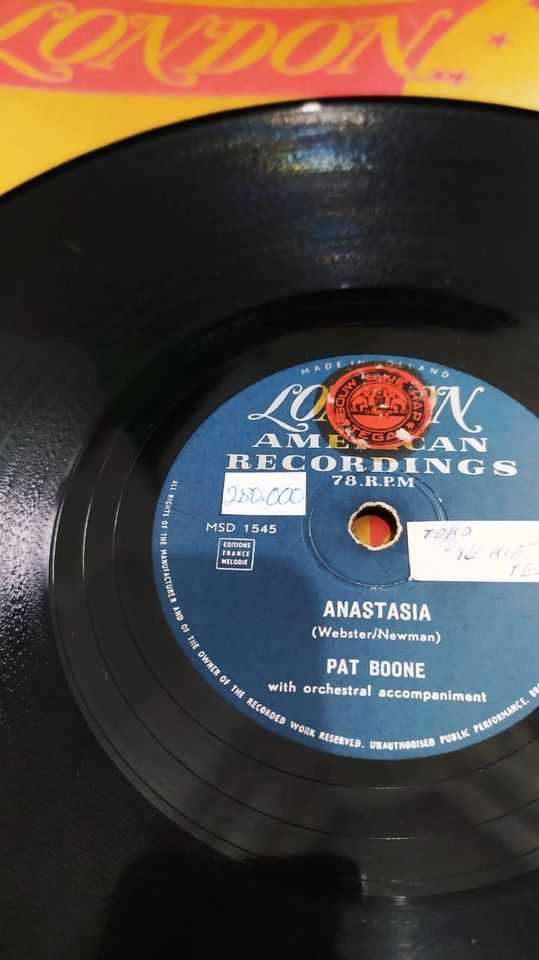 LONDON
MADE IN HOLLAND
LONDON
AMERICAN
RECORDINGS
78.R.P.M
280.000
MSD 1545
EDITIONS
FRANCE
MELODIE
TOKO
ANASTASIA
(Webster/Newman)
PAT BOONE
with orchestral accompaniment
ALL RIGHTS OF THE MANUFACTURER AND OF THE OWNER OF THE RECORDED WORK RESERVED. UNAUTHORISED PUBLIC PERFORMANCE,